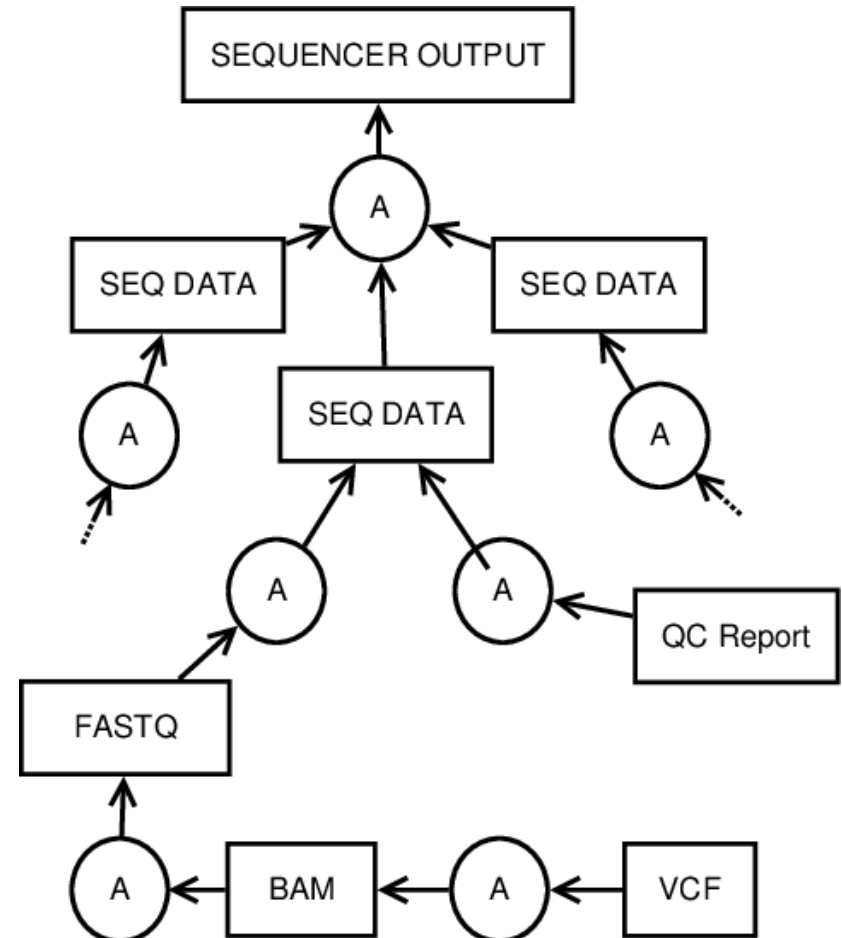 SEQUENCER OUTPUT
A
SEQ DATA
SEQ DATA
SEQ DATA
A
A
A
A
QC Report
FASTQ
A
BAM
A
VCF